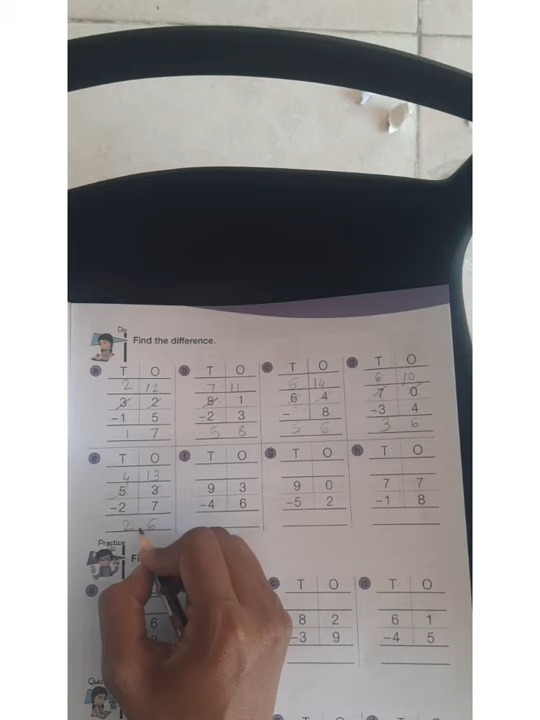 Do
Find the difference.
a T O b T O c T O d T O
2 12 7 11 5 14 6 10
3 2 8 1 6 4 7 0
-1 5 -2 3 - 8 -3 4
1 7 5 8 5 6 3 6
e T O f T O g T O h T O
4 13
5 3 9 3 9 0 7 7
-2 7 -4 6 -5 2 -1 8
2 6
Practice
c T O d T O
6 8 2 6 1
-3 9 -4 5